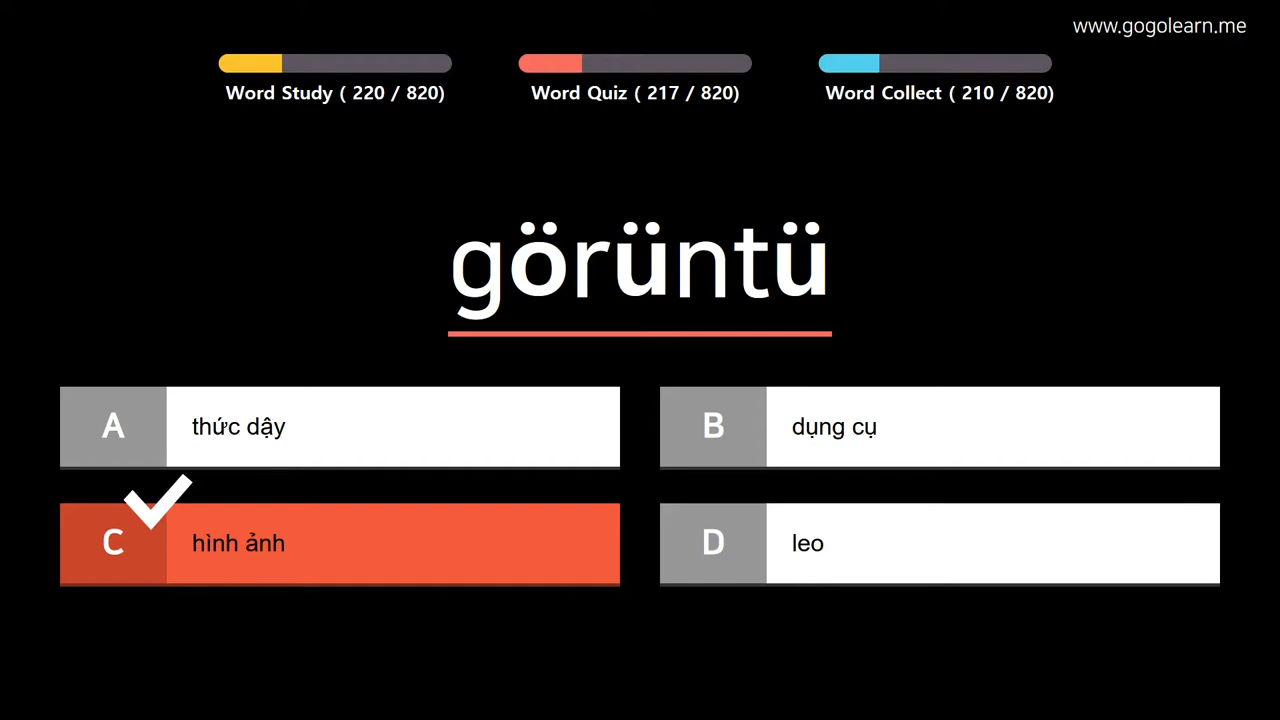 www.gogolearn.me
Word Study ( 220 / 820)
Word Quiz ( 217 / 820)
Word Collect ( 210 / 820)
görüntü
A thức dậy
B dụng cụ
C hình ảnh
D leo